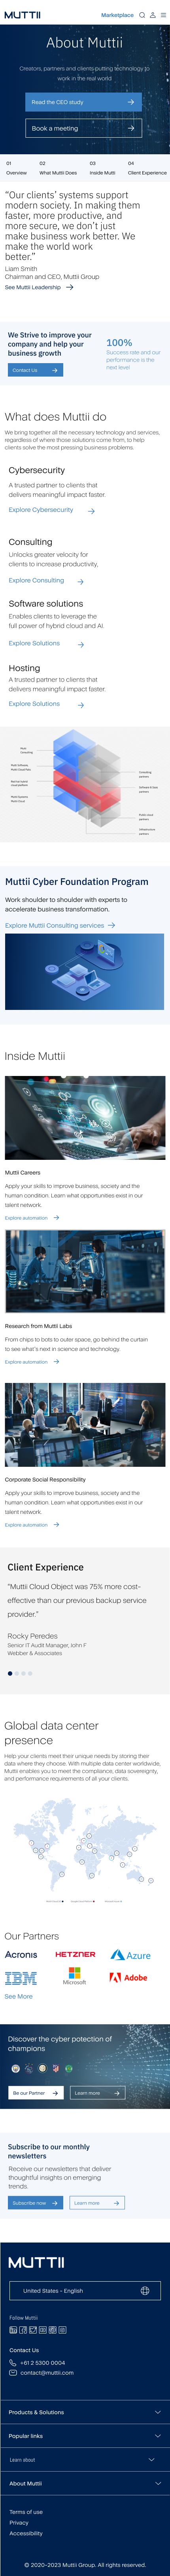 MUTTII
Marketplace
About Muttii
Creators, partners and clients putting technology to
work in the real world
Read the CEO study
Book a meeting
01 02 03 04
Overview What Muttii Does Inside Mutti Client Experience
“Our clients’ systems support
modern society. In making them
faster, more productive, and
more secure, we don’t just
make business work better. We
make the world work
better.”
Liam Smith
Chairman and CEO, Muttii Group
See Muttii Leadership
We Strive to improve your
company and help your
business growth
Contact Us
100%
Success rate and our
performance is the
next level
What does Muttii do
We bring together all the necessary technology and services,
regardless of where those solutions come from, to help
clients solve the most pressing business problems.
Cybersecurity
A trusted partner to clients that
delivers meaningful impact faster.
Explore Cybersecurity
Consulting
Unlocks greater velocity for
clients to increase productivity,
Explore Consulting
Software solutions
Enables clients to leverage the
full power of hybrid cloud and AI.
Explore Solutions
Hosting
A trusted partner to clients that
delivers meaningful impact faster.
Explore Solutions
Muttii Cyber Foundation Program
Work shoulder to shoulder with experts to
accelerate business transformation.
Explore Muttii Consulting services
Inside Muttii
Muttii Careers
Apply your skills to improve business, society and the
human condition. Learn what opportunities exist in our
talent network.
Explore automation
Research from Muttii Labs
From chips to bots to outer space, go behind the curtain
to see what’s next in science and technology.
Explore automation
Corporate Social Responsibility
Apply your skills to improve business, society and the
human condition. Learn what opportunities exist in our
talent network.
Explore automation
Client Experience
“Muttii Cloud Object was 75% more cost-
effective than our previous backup service
provider.”
Rocky Peredes
Senior IT Audit Manager, John F
Webber & Associates
Global data center
presence
Help your clients meet their unique needs by storing their
data wherever they choose. With multiple data center worldwide,
Multi enables you to meet the compliance, data sovereignty,
and performance requirements of all your clients.
Our Partners
Acronis
HETZNER
Azure
IBM
Microsoft
Adobe
See More
Discover the cyber potection of
champions
Be our Partner
Learn more
Subscribe to our monthly
newsletters
Receive our newsletters that deliver
thoughtful insights on emerging
trends.
Subscribe now
Learn more
MUTTII
United States - English
Follow Muttii
Contact Us
+61 2 5300 0004
contact@muttii.com
Products & Solutions
Popular links
Learn about
About Muttii
Terms of use
Privacy
Accessibility
© 2020-2023 Muttii Group. All rights reserved.